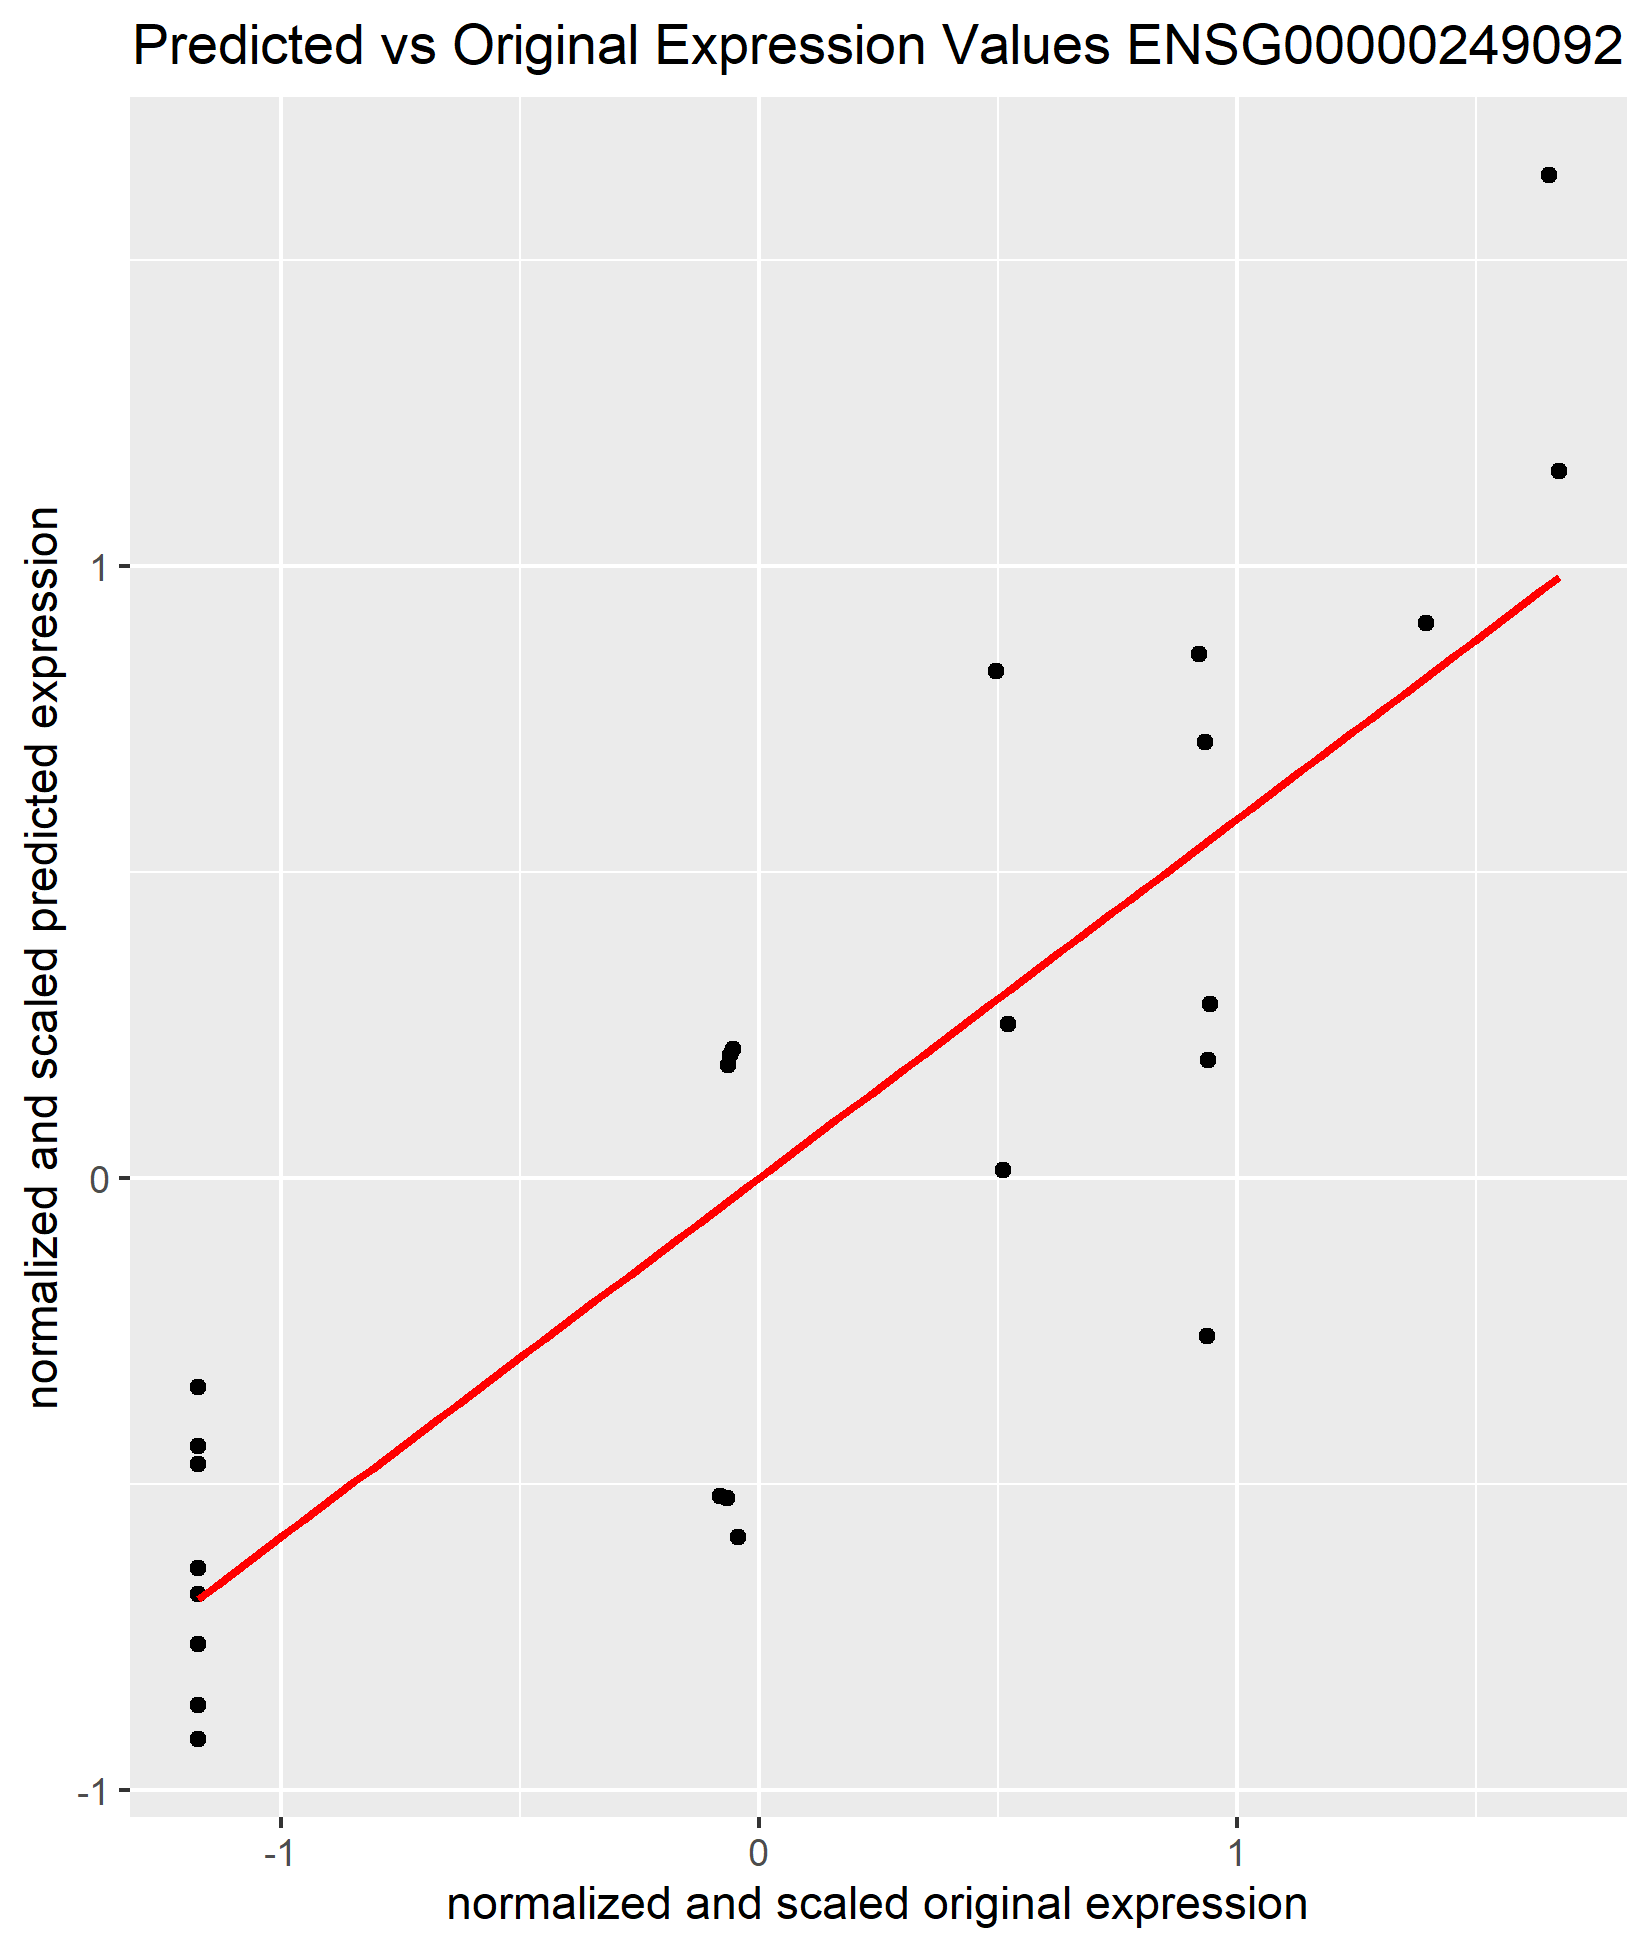 Predicted vs Original Expression Values ENSG00000249092
normalized and scaled predicted expression
1
0
-1
-1
0
1
normalized and scaled original expression